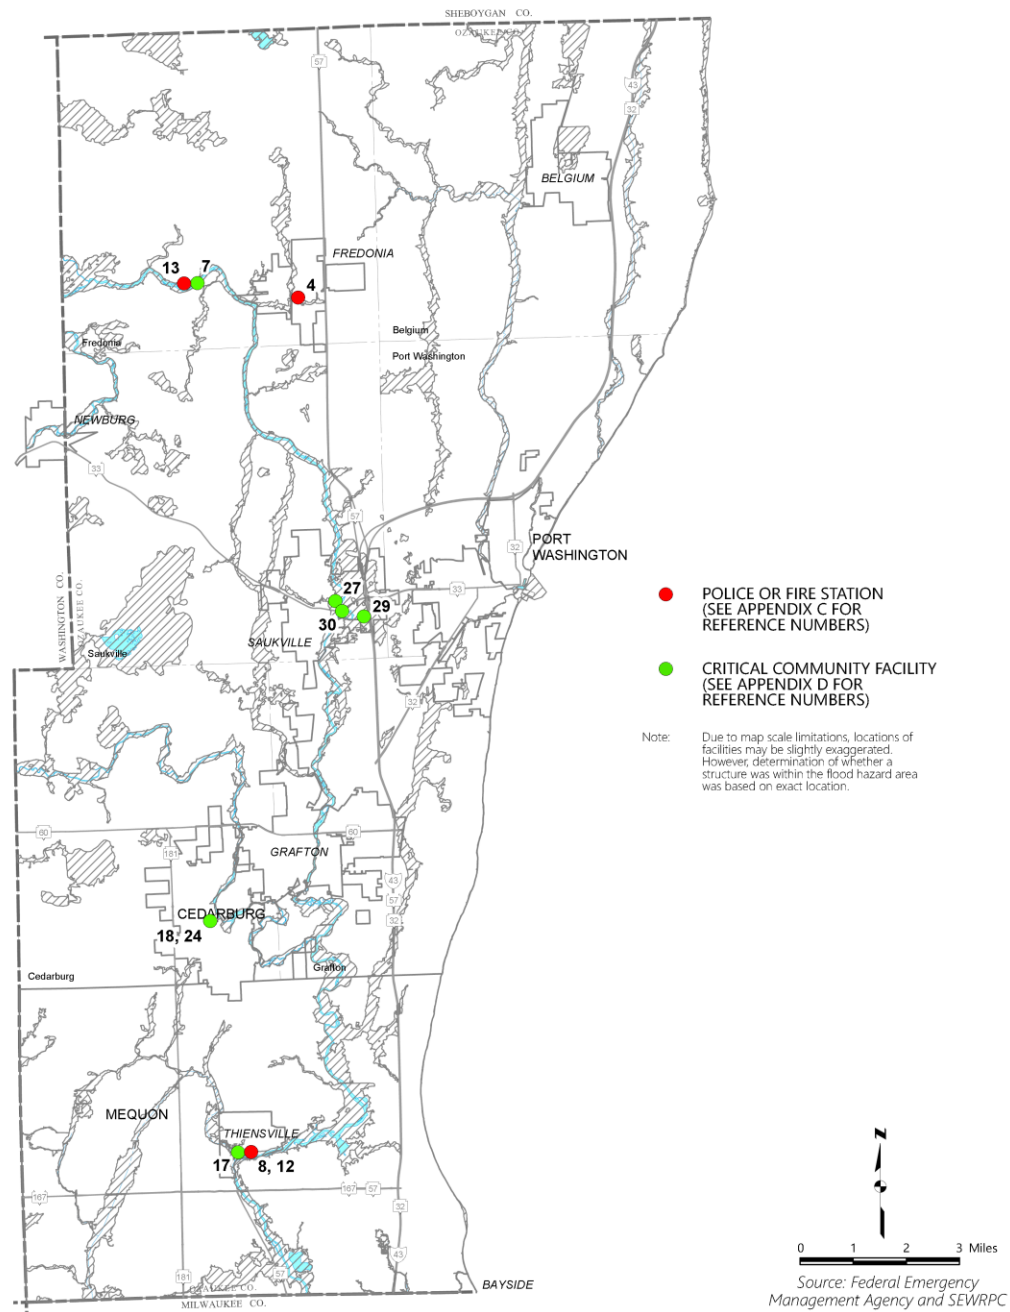 SHEBOYGAN CO.
OZAUKEE CO.
57
43
32
BELGIUM
FREDONIA
13
7
4
Belgium
Fredonia
Port Washington
NEWBURG
33
57
PORT
WASHINGTON
32
27
33
29
30
WASHINGTON CO.
OZAUKEE CO.
SAUKVILLE
Saukville
32
POLICE OR FIRE STATION
(SEE APPENDIX C FOR
REFERENCE NUMBERS)
CRITICAL COMMUNITY FACILITY
(SEE APPENDIX D FOR
REFERENCE NUMBERS)
Note: Due to map scale limitations, locations of
facilities may be slightly exaggerated.
However, determination of whether a
structure was within the flood hazard area
was based on exact location.
60
60
181
GRAFTON
43
57
32
CEDARBURG
18, 24
Grafton
Cedarburg
MEQUON
THIENSVILLE
17
8, 12
167
167
57
32
43
181
57
OZAUKEE CO.
MILWAUKEE CO.
BAYSIDE
N
0 1 2 3 Miles
Source: Federal Emergency
Management Agency and SEWRPC